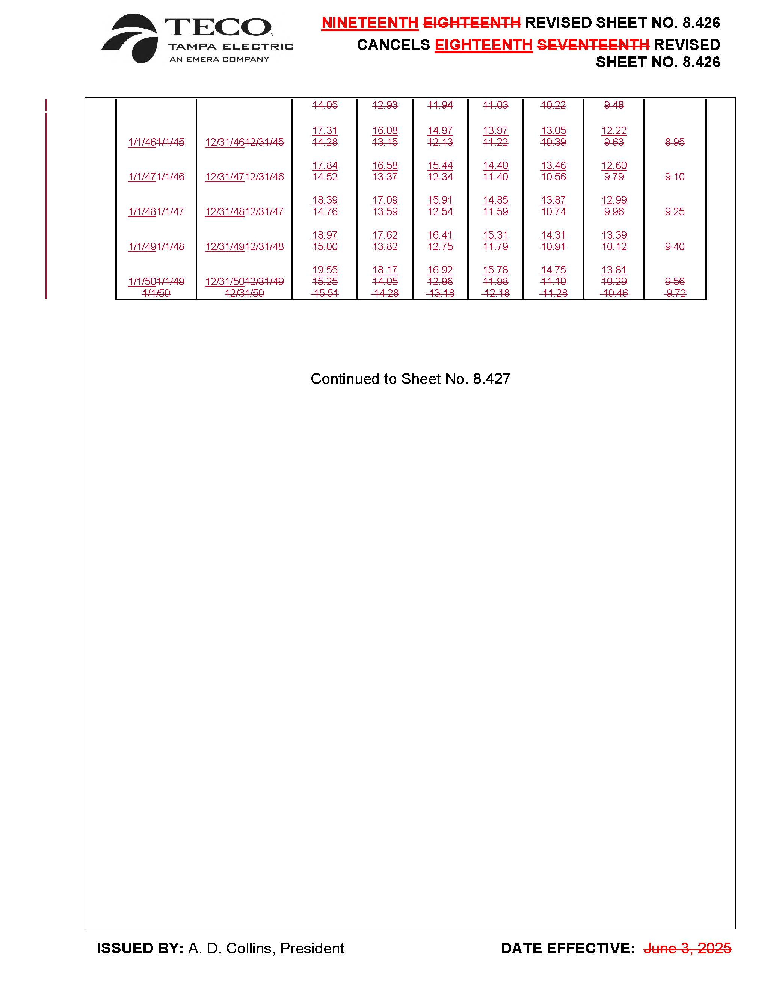 TECO®
TAMPA ELECTRIC
AN EMERA COMPANY
NINETEENTH EIGHTEENTH REVISED SHEET NO. 8.426
CANCELS EIGHTEENTH SEVENTEENTH REVISED
SHEET NO. 8.426
14.05 12.93 11.94 11.03 10.22 9.48
17.31 16.08 14.97 13.97 13.05 12.22
1/1/461/1/45 12/31/4612/31/45 14.28 13.15 12.13 11.22 10.39 9.63 8.95
17.84 16.58 15.44 14.40 13.46 12.60
1/1/471/1/46 12/31/4712/31/46 14.52 13.37 12.34 11.40 10.56 9.79 9.10
18.39 17.09 15.91 14.85 13.87 12.99
1/1/481/1/47 12/31/4812/31/47 14.76 13.59 12.54 11.59 10.74 9.96 9.25
18.97 17.62 16.41 15.31 14.31 13.39
1/1/491/1/48 12/31/4912/31/48 15.00 13.82 12.75 11.79 10.91 10.12 9.40
19.55 18.17 16.92 15.78 14.75 13.81
1/1/501/1/49 12/31/5012/31/49 15.25 14.05 12.96 11.98 11.10 10.29 9.56
1/1/50 12/31/50 15.51 14.28 13.18 12.18 11.28 10.46 9.72
Continued to Sheet No. 8.427
ISSUED BY: A. D. Collins, President DATE EFFECTIVE: June 3, 2025